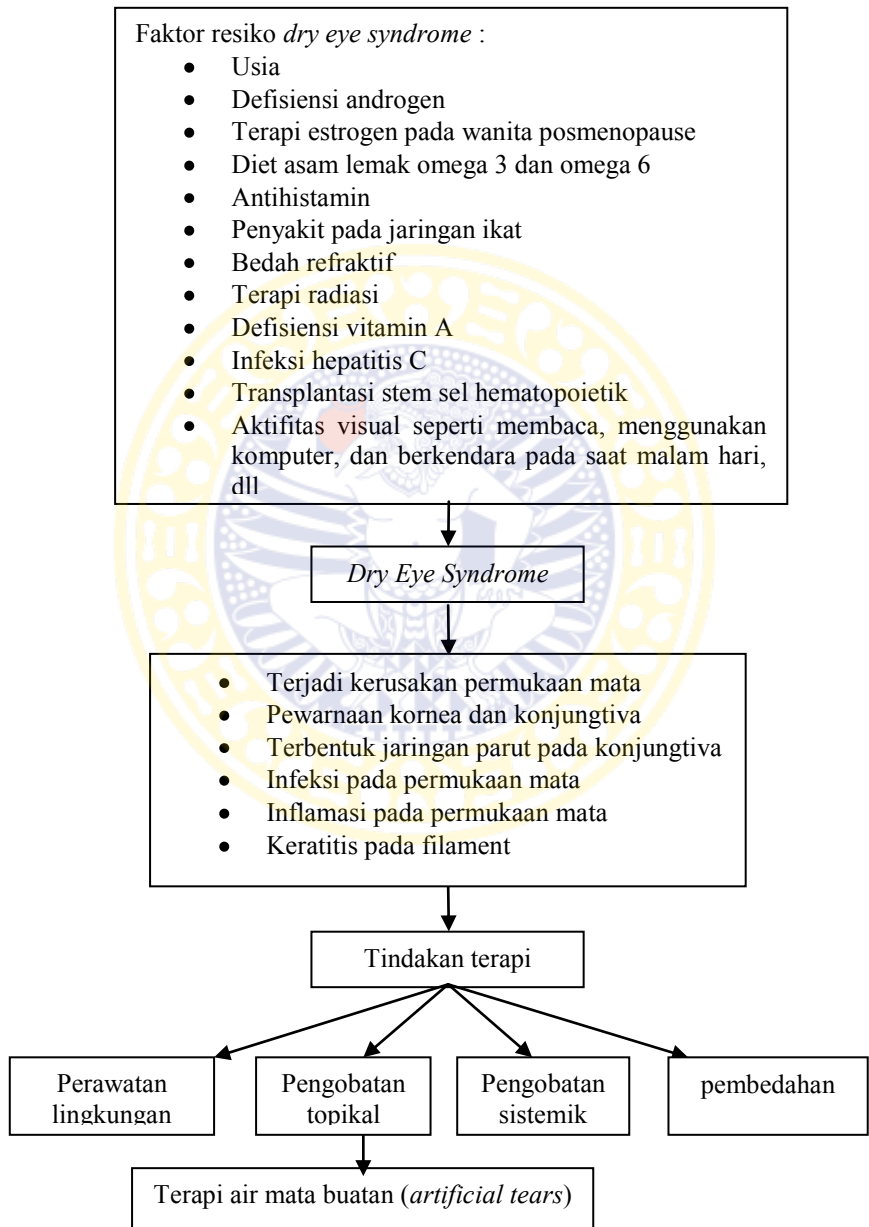 Faktor resiko dry eye syndrome :
• Usia
• Defisiensi androgen
• Terapi estrogen pada wanita posmenopause
• Diet asam lemak omega 3 dan omega 6
• Antihistamin
• Penyakit pada jaringan ikat
• Bedah refraktif
• Terapi radiasi
• Defisiensi vitamin A
• Infeksi hepatitis C
• Transplantasi stem sel hematopoietik
• Aktifitas visual seperti membaca, menggunakan
komputer, dan berkendara pada saat malam hari,
dll
Dry Eye Syndrome
• Terjadi kerusakan permukaan mata
• Pewarnaan kornea dan konjungtiva
• Terbentuk jaringan parut pada konjungtiva
• Infeksi pada permukaan mata
• Inflamasi pada permukaan mata
• Keratitis pada filament
Tindakan terapi
Perawatan
lingkungan
Pengobatan
topikal
Pengobatan
sistemik
pembedahan
Terapi air mata buatan (artificial tears)